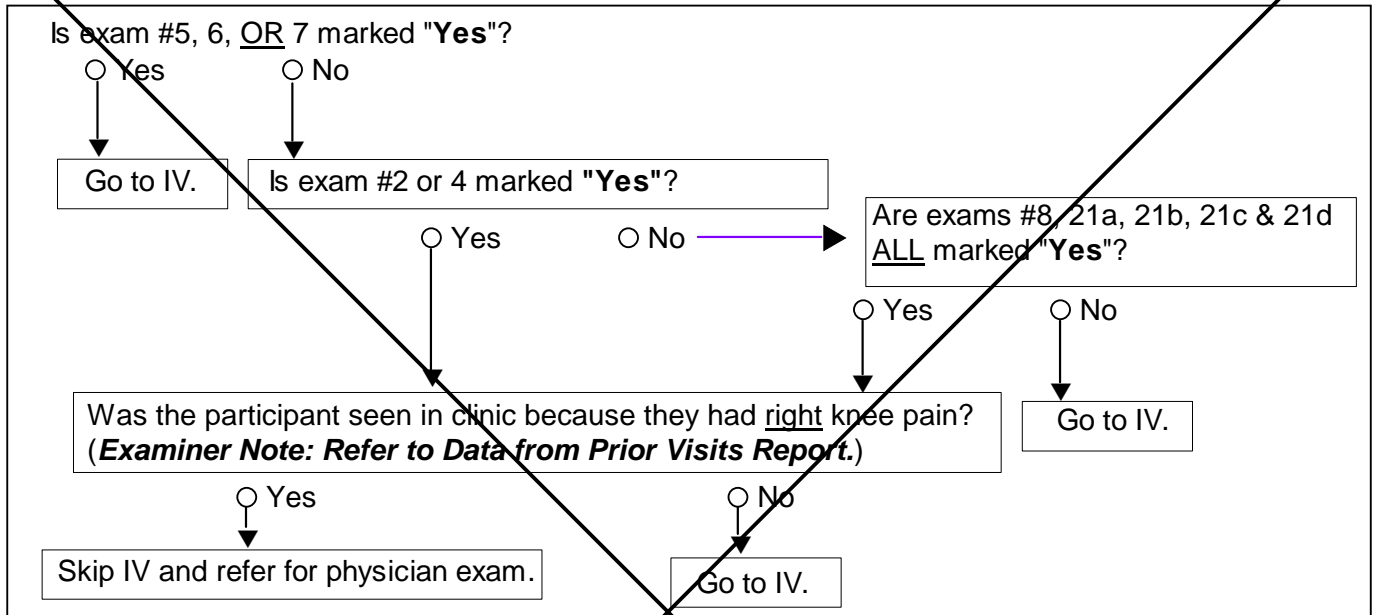 Is exam #5, 6, OR 7 marked "Yes"?
Yes
No
Go to IV.
Is exam #2 or 4 marked "Yes"?
Yes
No
Are exams #8, 21a, 21b, 21c & 21d
ALL marked "Yes"?
Yes
No
Was the participant seen in clinic because they had right knee pain?
(Examiner Note: Refer to Data from Prior Visits Report.)
Go to IV.
Yes
No
Skip IV and refer for physician exam.
Go to IV.